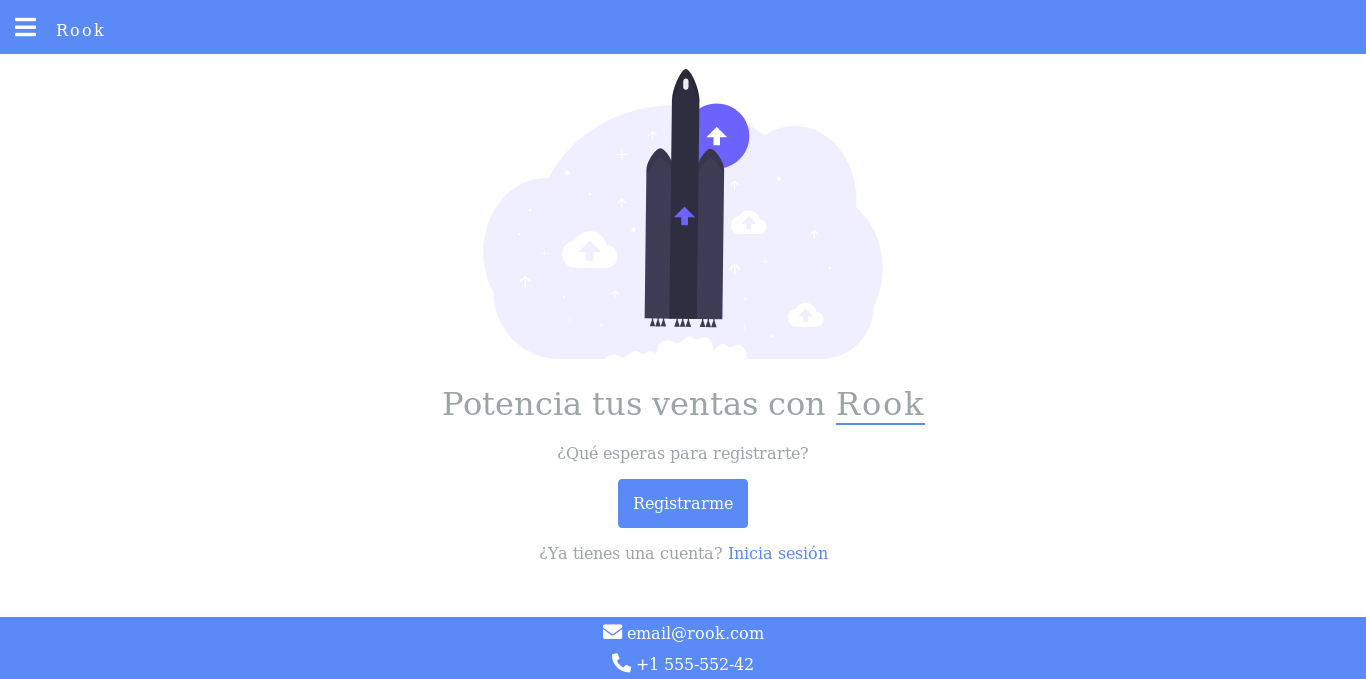 Rook
Potencia tus ventas con Rook
¿Qué esperas para registrarte?
Registrarme
¿Ya tienes una cuenta? Inicia sesión
email@rook.com
+1 555-552-42